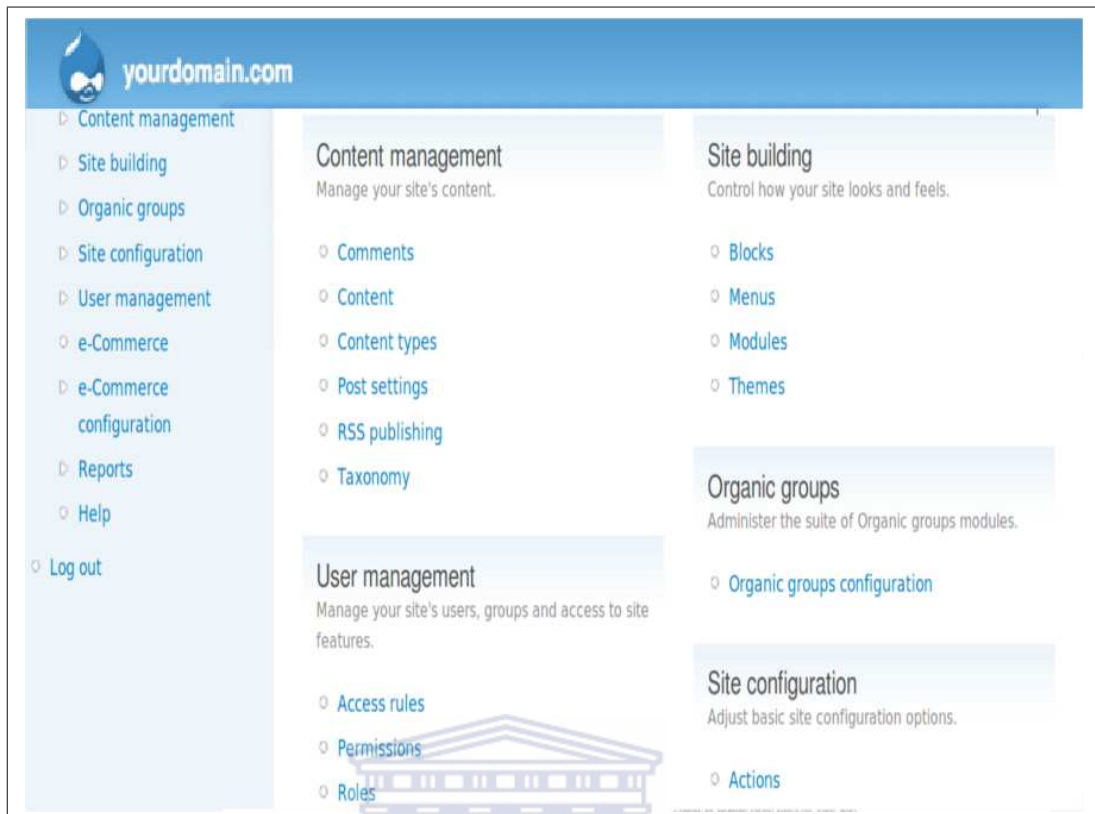 yourdomain.com
Content management
Site building
Organic groups
Site configuration
User management
e-Commerce
e-Commerce
configuration
Reports
Help
Log out
Content management
Manage your site's content.
Comments
Content
Content types
Post settings
RSS publishing
Taxonomy
User management
Manage your site's users, groups and access to site
features.
Access rules
Permissions
Roles
Site building
Control how your site looks and feels.
Blocks
Menus
Modules
Themes
Organic groups
Administer the suite of Organic groups modules.
Organic groups configuration
Site configuration
Adjust basic site configuration options.
Actions